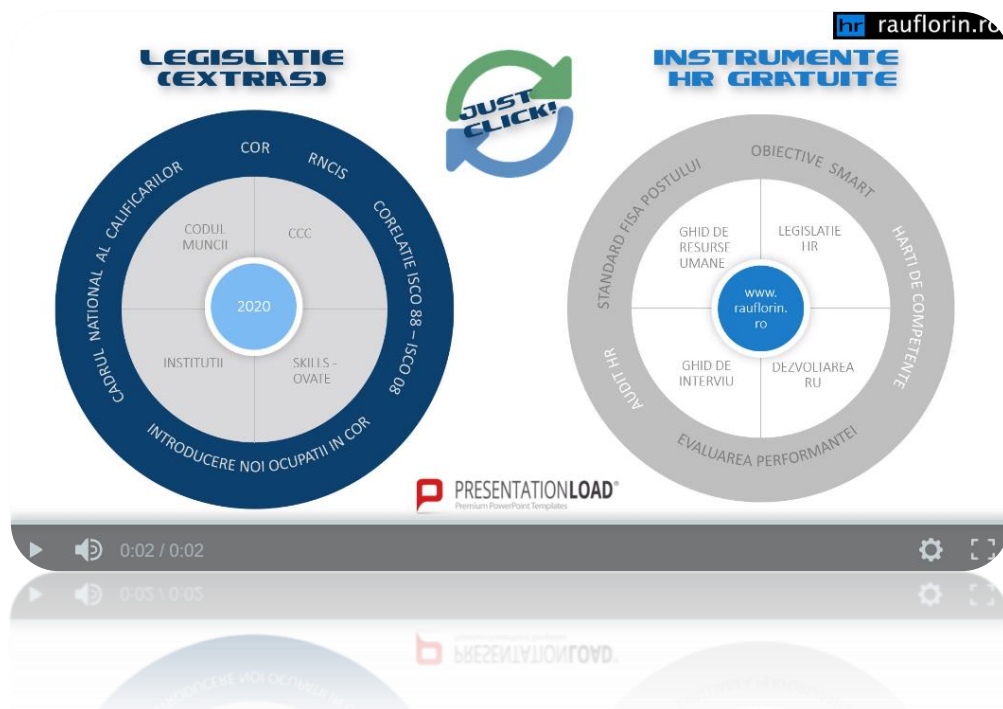 hr rauflorin.ro
LEGISLATIE
(EXTRAS)
JUST
CLICK!
INSTRUMENTE
HR GRATUITE
CADRUL NATIONAL AL CALIFICARILOR
COR
RNCIS
CORELATIE ISCO 88 – ISCO 08
INTRODUCERE NOI OCUPATII IN COR
CODUL
MUNCII
CCC
2020
INSTITUTII
SKILLS -
OVATE
STANDARD FISA POSTULUI
OBIECTIVE SMART
HARTI DE COMPETENTE
EVALUAREA PERFORMANTEI
AUDIT HR
GHID DE
RESURSE
UMANE
LEGISLATIE
HR
www.
rauflorin.
ro
GHID DE
INTERVIU
DEZVOLTAREA
RU
PRESENTATIONLOAD®
Premium PowerPoint Templates
0:02 / 0:02